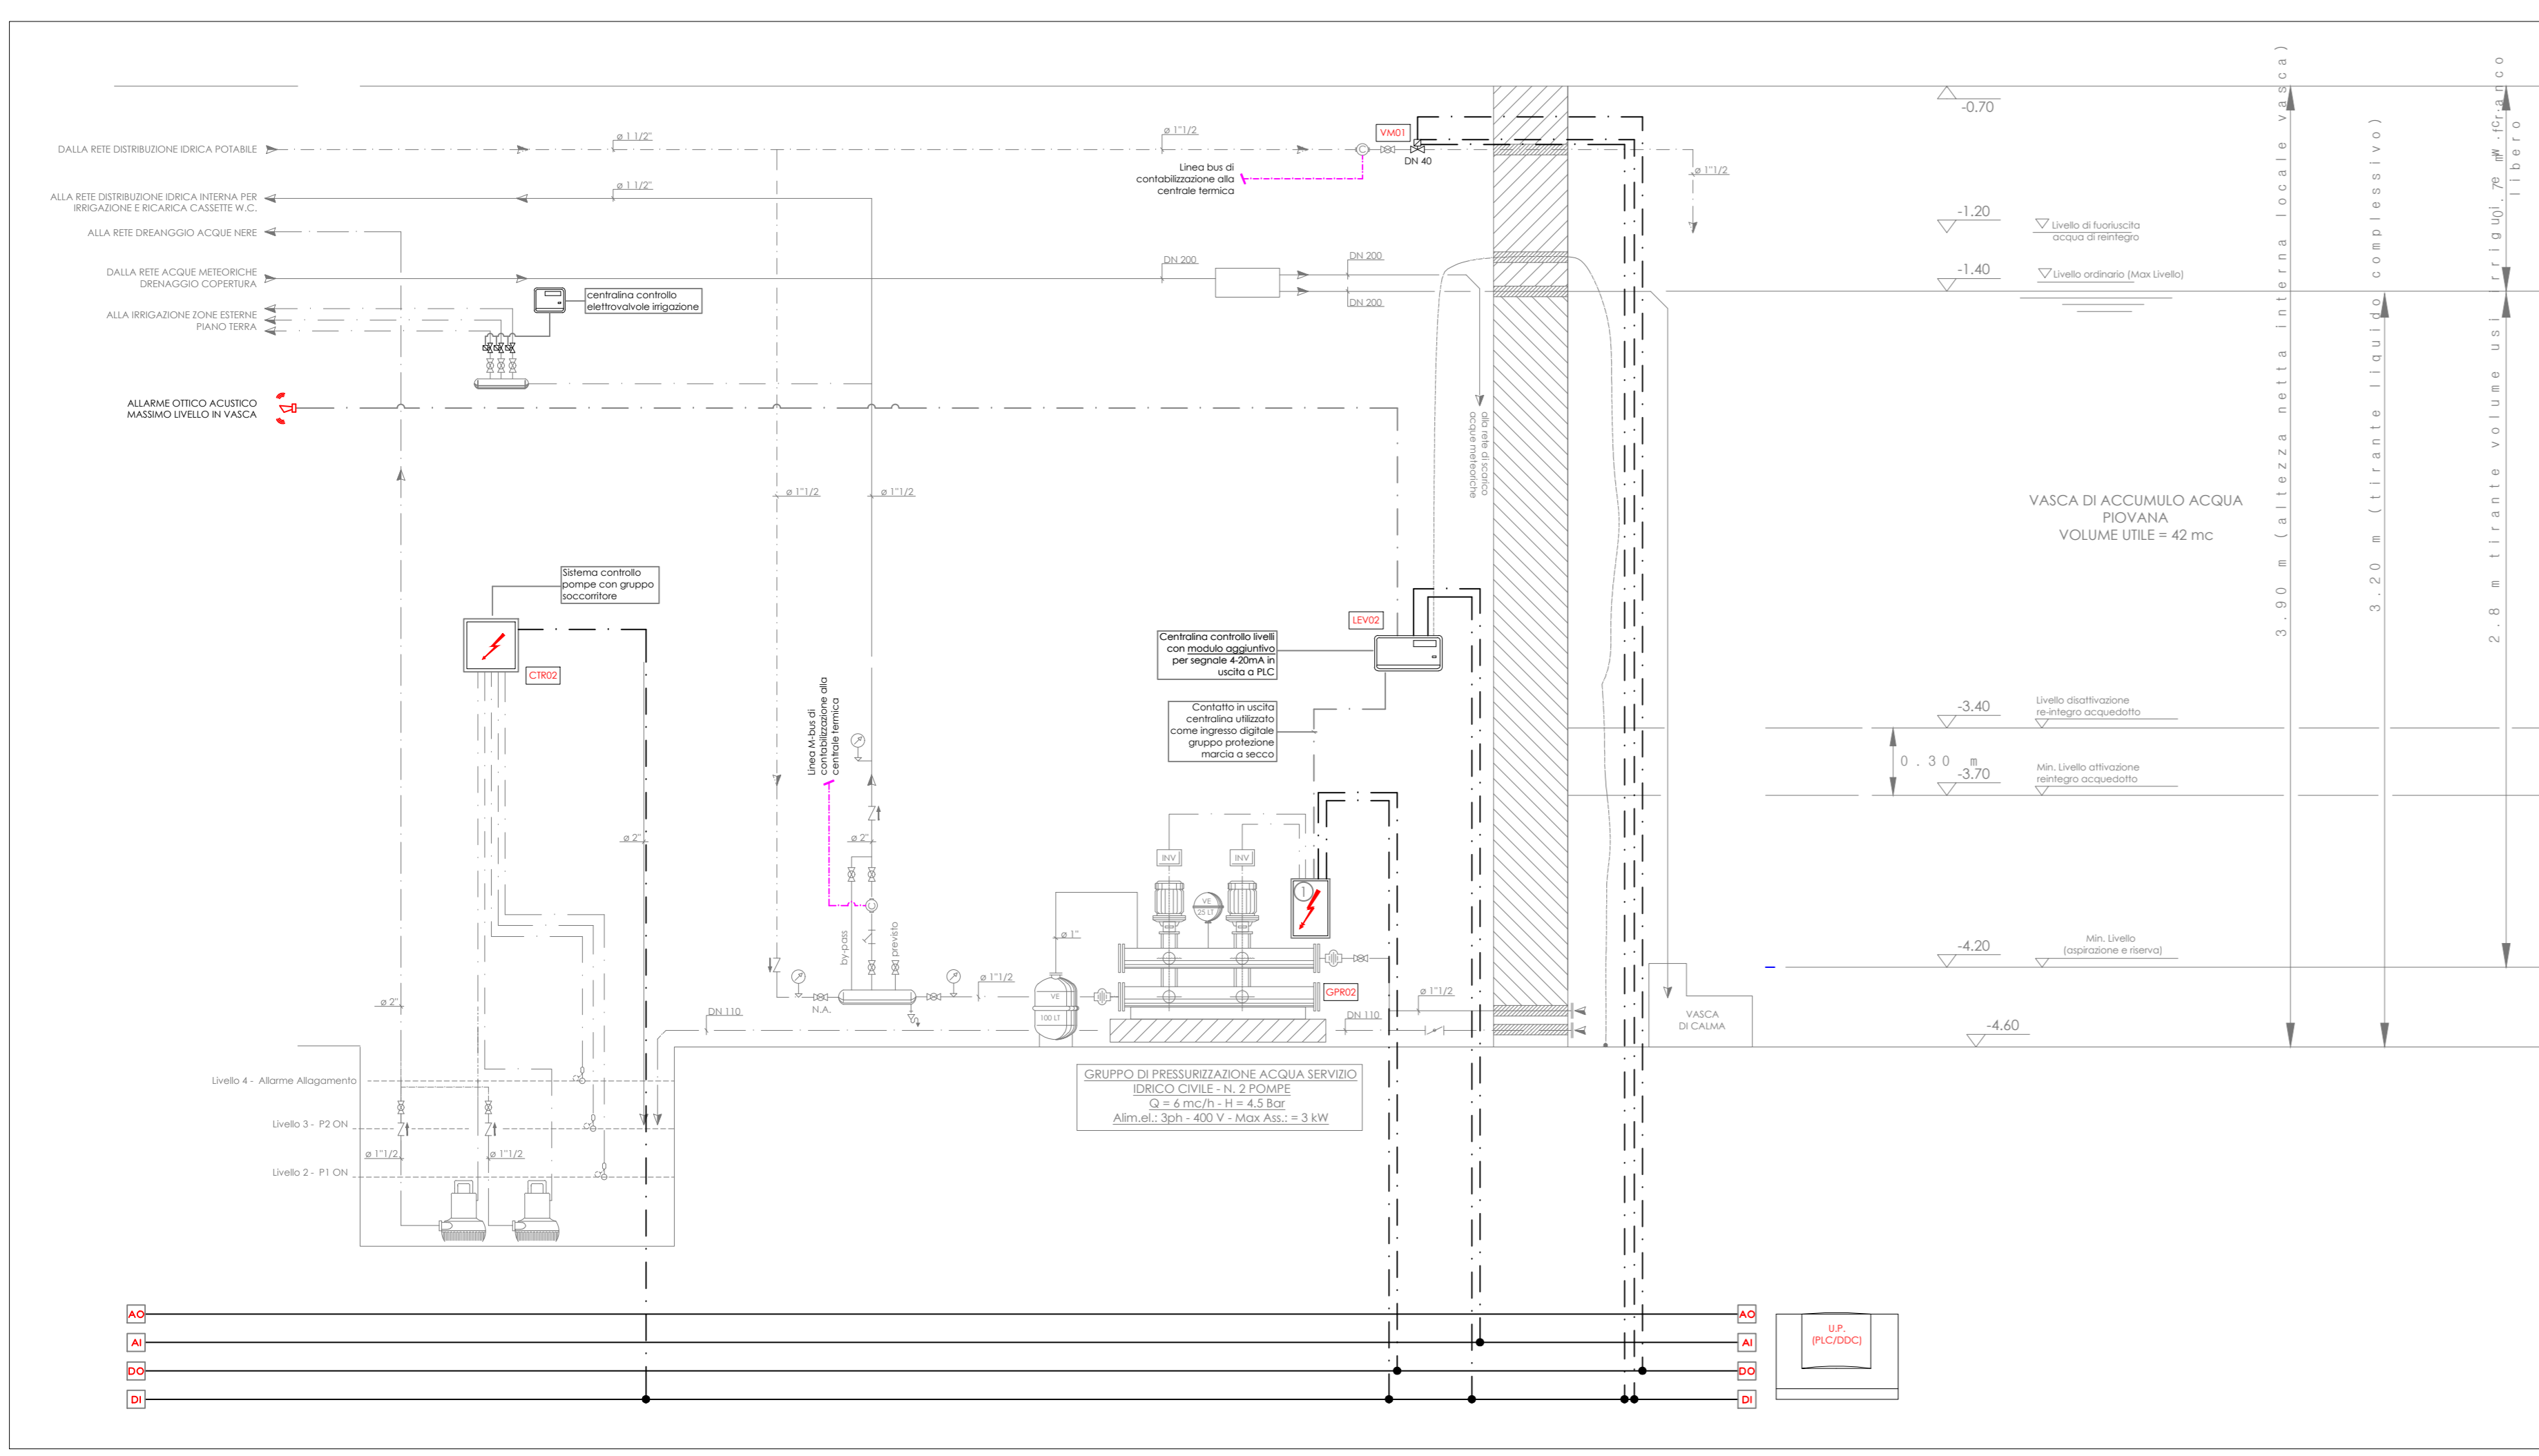 -0.70
ø 1 1/2"
ø 1"1/2
VM01
DN 40
DALLA RETE DISTRIBUZIONE IDRICA POTABILE
Linea bus di
contabilizzazione alla
centrale termica
ø 1"1/2
ø 1 1/2"
ALLA RETE DISTRIBUZIONE IDRICA INTERNA PER
IRRIGAZIONE E RICARICA CASSETTE W.C.
ALLA RETE DREANGGIO ACQUE NERE
-1.20
Livello di fuoriuscita
acqua di reintegro
DALLA RETE ACQUE METEORICHE
DRENAGGIO COPERTURA
DN 200
DN 200
DN 200
-1.40
Livello ordinario (Max Livello)
centralina controllo
elettrovalvole irrigazione
ALLA IRRIGAZIONE ZONE ESTERNE
PIANO TERRA
ALLARME OTTICO ACUSTICO
MASSIMO LIVELLO IN VASCA
alla rete di scarico
acque meteoriche
ø 1"1/2
ø 1"1/2
VASCA DI ACCUMULO ACQUA
PIOVANA
VOLUME UTILE = 42 mc
3.90 m (altezza netta interna locale vasca)
3.20 m (tirante liquido complessivo)
2.8 m tirante volume usi irrigui
libero
Sistema controllo
pompe con gruppo
soccorritore
CTR02
LEV02
Centralina controllo livelli
con modulo aggiuntivo
per segnale 4-20mA in
uscita a PLC
Contatto in uscita
centralina utilizzato
come ingresso digitale
gruppo protezione
marcia a secco
Linea M-bus di
contabilizzazione alla
centrale termica
-3.40
Livello disattivazione
re-integro acquedotto
0.30 m
-3.70
Min. Livello attivazione
reintegro acquedotto
ø 2"
ø 2"
INV
INV
1
VE
25 LT
by-pass
previsto
ø 1"
-4.20
Min. Livello
(aspirazione e riserva)
ø 2"
N.A.
ø 1"1/2
VE
100 LT
GPR02
ø 1"1/2
DN 110
DN 110
VASCA
DI CALMA
-4.60
GRUPPO DI PRESSURIZZAZIONE ACQUA SERVIZIO
IDRICO CIVILE - N. 2 POMPE
Q = 6 mc/h - H = 4.5 Bar
Alim.el.: 3ph - 400 V - Max Ass.: = 3 kW
Livello 4 - Allarme Allagamento
Livello 3 - P2 ON
ø 1"1/2
ø 1"1/2
Livello 2 - P1 ON
AO
AO
AI
AI
DO
DO
DI
DI
U.P.
(PLC/DDC)